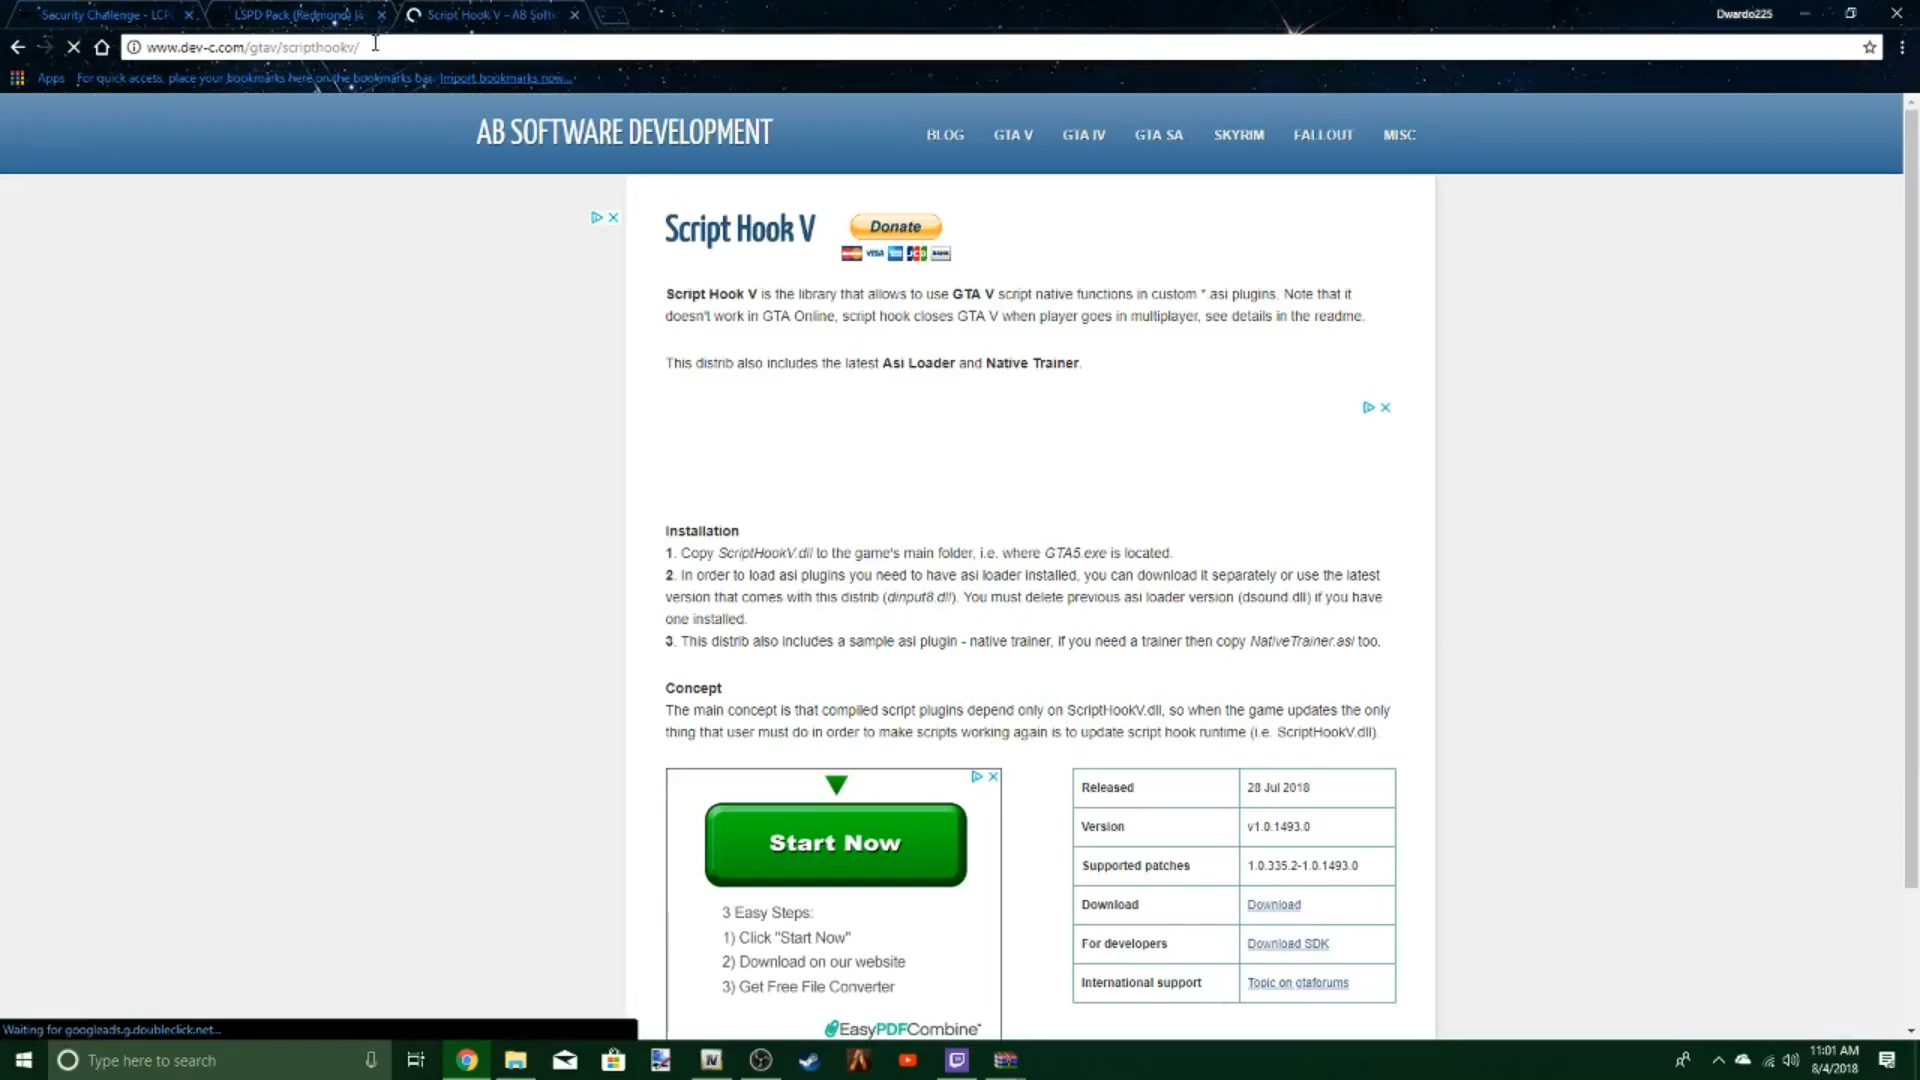 Security Challenge - LCP
LSPD Pack (Redmond) [4
Script Hook V – AB Softw
Dwardo225
www.dev-c.com/gtav/scripthookv/
Apps For quick access, place your bookmarks here on the bookmarks bar. Import bookmarks now...
AB SOFTWARE DEVELOPMENT
BLOG GTA V GTA IV GTA SA SKYRIM FALLOUT MISC
Script Hook V
Donate
VISA
JCB
BANK
Script Hook V is the library that allows to use GTA V script native functions in custom *.asi plugins. Note that it
doesn't work in GTA Online, script hook closes GTA V when player goes in multiplayer, see details in the readme.
This distrib also includes the latest Asi Loader and Native Trainer.
Installation
1. Copy ScriptHookV.dll to the game's main folder, i.e. where GTA5.exe is located.
2. In order to load asi plugins you need to have asi loader installed, you can download it separately or use the latest
version that comes with this distrib (dinput8.dll). You must delete previous asi loader version (dsound.dll) if you have
one installed.
3. This distrib also includes a sample asi plugin - native trainer, if you need a trainer then copy NativeTrainer.asi too.
Concept
The main concept is that compiled script plugins depend only on ScriptHookV.dll, so when the game updates the only
thing that user must do in order to make scripts working again is to update script hook runtime (i.e. ScriptHookV.dll).
Start Now
3 Easy Steps:
1) Click "Start Now"
2) Download on our website
3) Get Free File Converter
EasyPDFCombine™
Released 28 Jul 2018
Version v1.0.1493.0
Supported patches 1.0.335.2-1.0.1493.0
Download Download
For developers Download SDK
International support Topic on gtaforums
Waiting for googleads.g.doubleclick.net...
Type here to search
IV
11:01 AM
8/4/2018